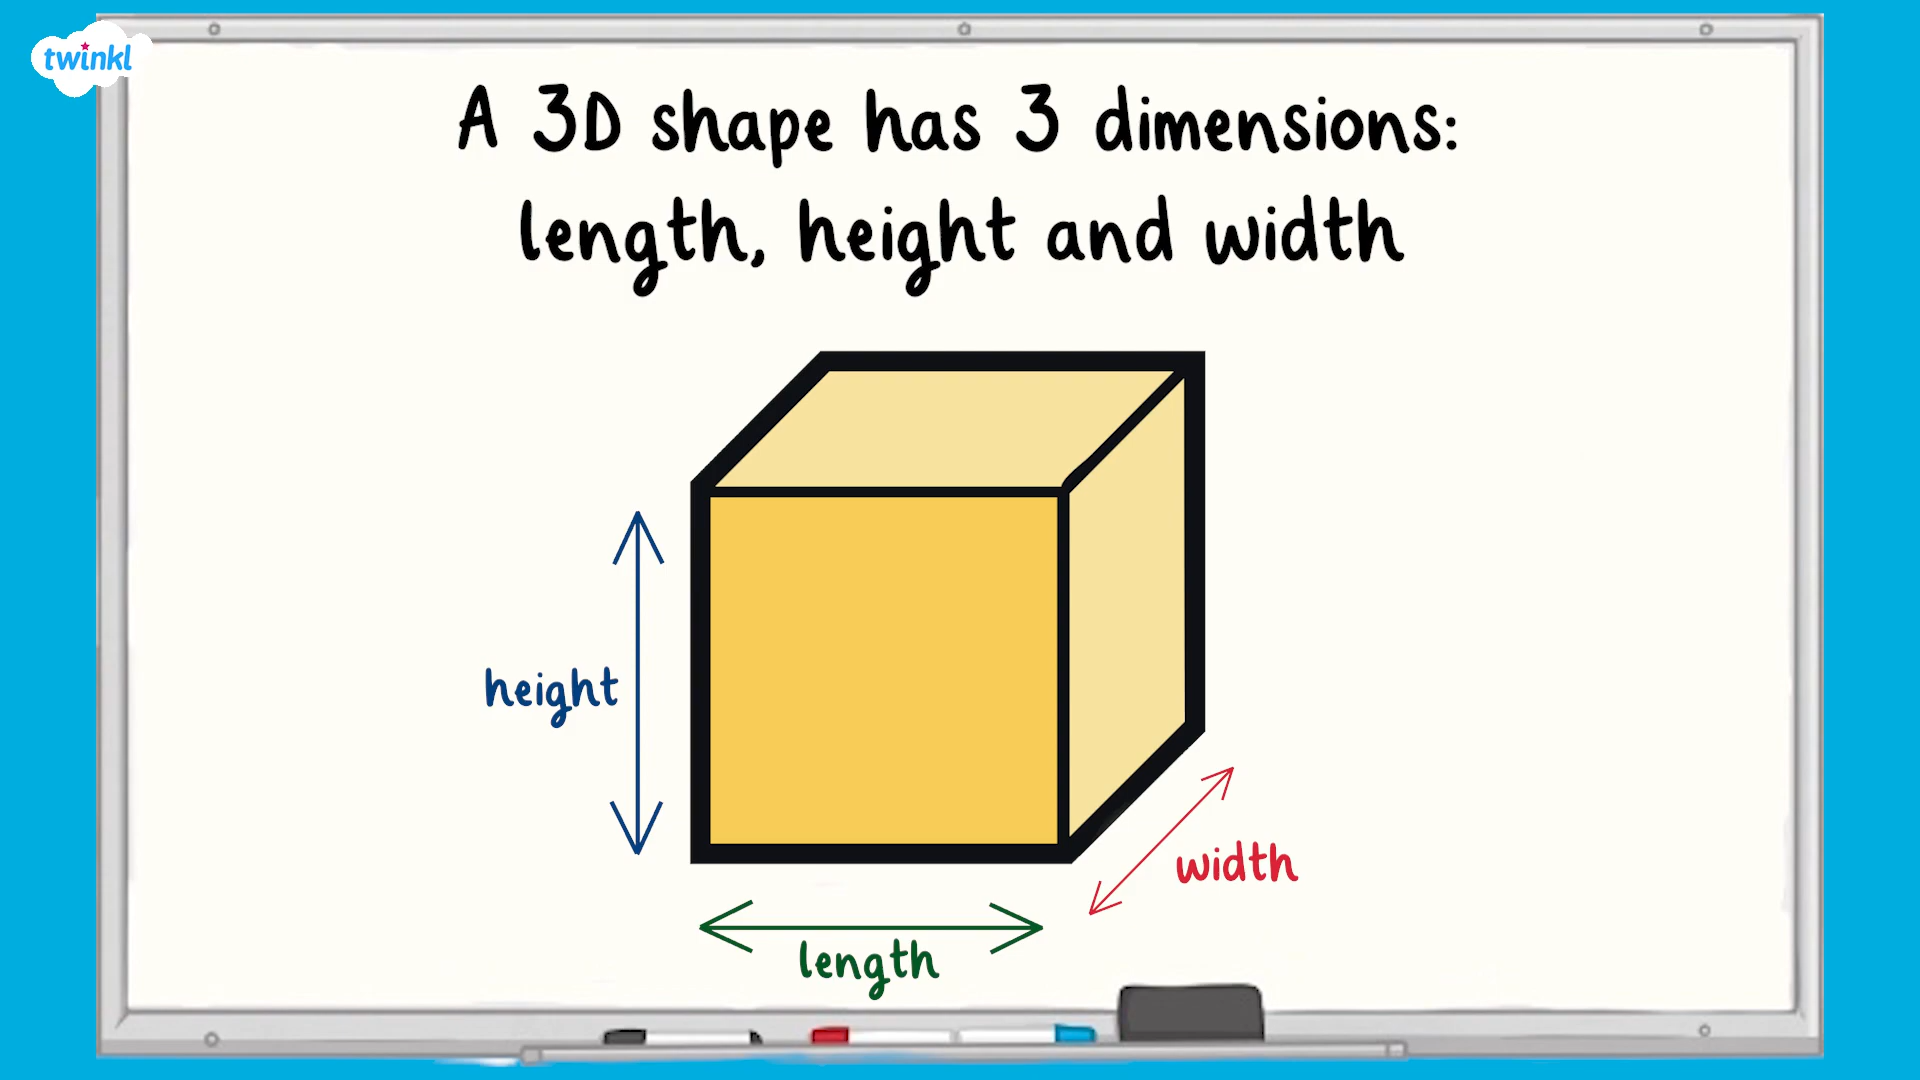 twinkl
A 3D shape has 3 dimensions:
length, height and width
height
width
length